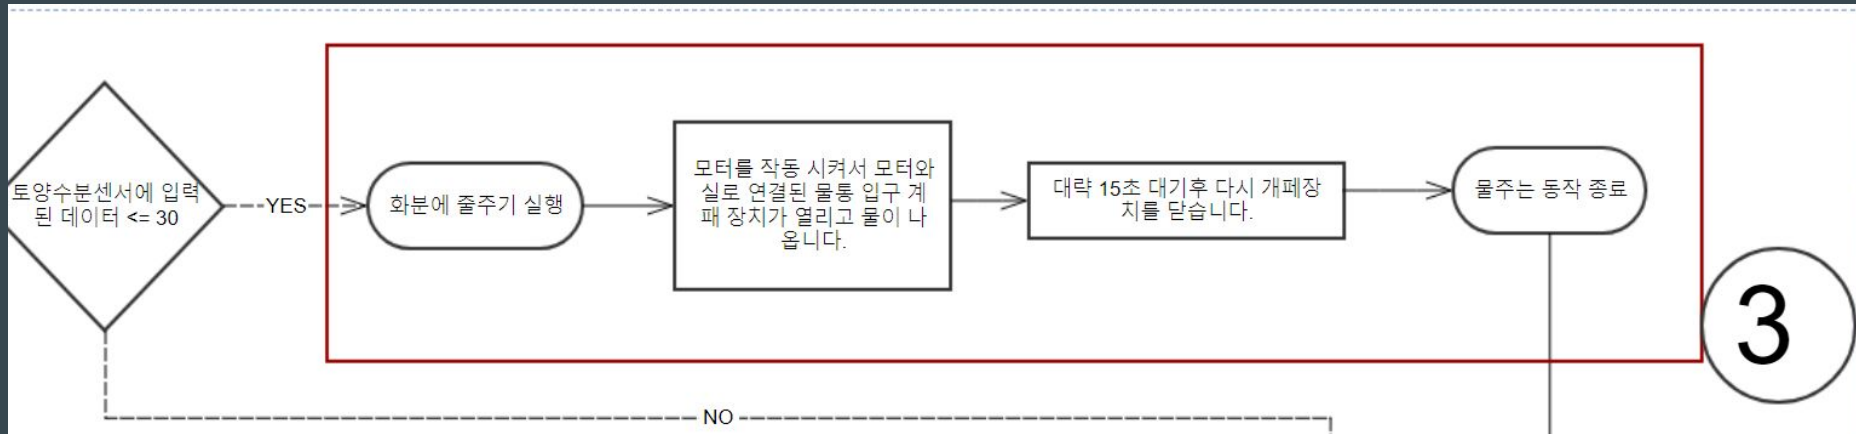 토양수분센서에 입력
된 데이터 <= 30
YES
화분에 줄주기 실행
모터를 작동 시켜서 모터와
실로 연결된 물통 입구 계
패 장치가 열리고 물이 나
옵니다.
대략 15초 대기후 다시 개페장
치를 닫습니다.
물주는 동작 종료
3
NO